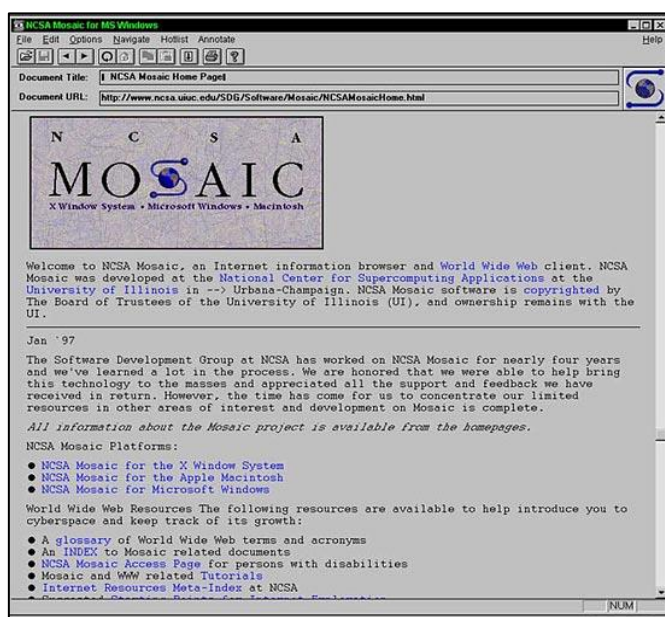 NCSA Mosaic for MS Windows
File Edit Options Navigate Hotlist Annotate Help
Document Title: NCSA Mosaic Home Page
Document URL: http://www.ncsa.uiuc.edu/SDG/Software/Mosaic/NCSAMosaicHome.html
N C S A
MOSAIC
X Window System • Microsoft Windows • Macintosh
Welcome to NCSA Mosaic, an Internet information browser and World Wide Web client. NCSA
Mosaic was developed at the National Center for Supercomputing Applications at the
University of Illinois in --> Urbana-Champaign. NCSA Mosaic software is copyrighted by
The Board of Trustees of the University of Illinois (UI), and ownership remains with the
UI.
Jan `97
The Software Development Group at NCSA has worked on NCSA Mosaic for nearly four years
and we've learned a lot in the process. We are honored that we were able to help bring
this technology to the masses and appreciated all the support and feedback we have
received in return. However, the time has come for us to concentrate our limited
resources in other areas of interest and development on Mosaic is complete.
All information about the Mosaic project is available from the homepages.
NCSA Mosaic Platforms:
● NCSA Mosaic for the X Window System
● NCSA Mosaic for the Apple Macintosh
● NCSA Mosaic for Microsoft Windows
World Wide Web Resources The following resources are available to help introduce you to
cyberspace and keep track of its growth:
● A glossary of World Wide Web terms and acronyms
● An INDEX to Mosaic related documents
● NCSA Mosaic Access Page for persons with disabilities
● Mosaic and WWW related Tutorials
● Internet Resources Meta-Index at NCSA
NUM